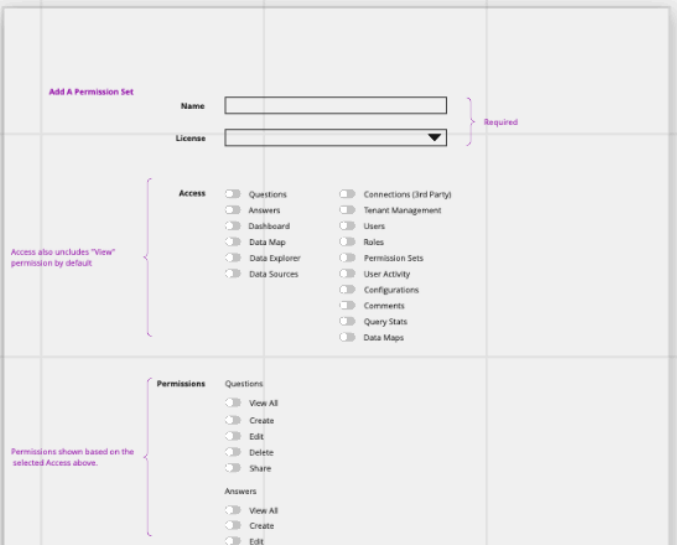 Add A Permission Set
Name
Required
License
Access
Questions
Answers
Dashboard
Data Map
Data Explorer
Data Sources
Connections (3rd Party)
Tenant Management
Users
Roles
Permission Sets
User Activity
Configurations
Comments
Query Stats
Data Maps
Access also uncludes "View"
permission by default
Permissions
Questions
View All
Create
Edit
Delete
Share
Permissions shown based on the
selected Access above.
Answers
View All
Create
Edit